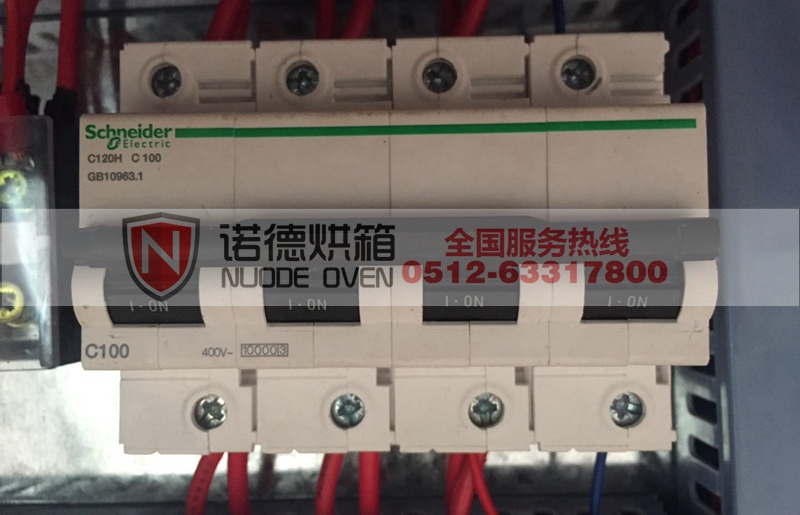 Schneider
Electric
C120H C 100
GB10963.1
诺德烘箱
NUODE OVEN
全国服务热线
0512-63317800
I·ON I·ON I·ON I·ON
C100
400V~ 10000 3